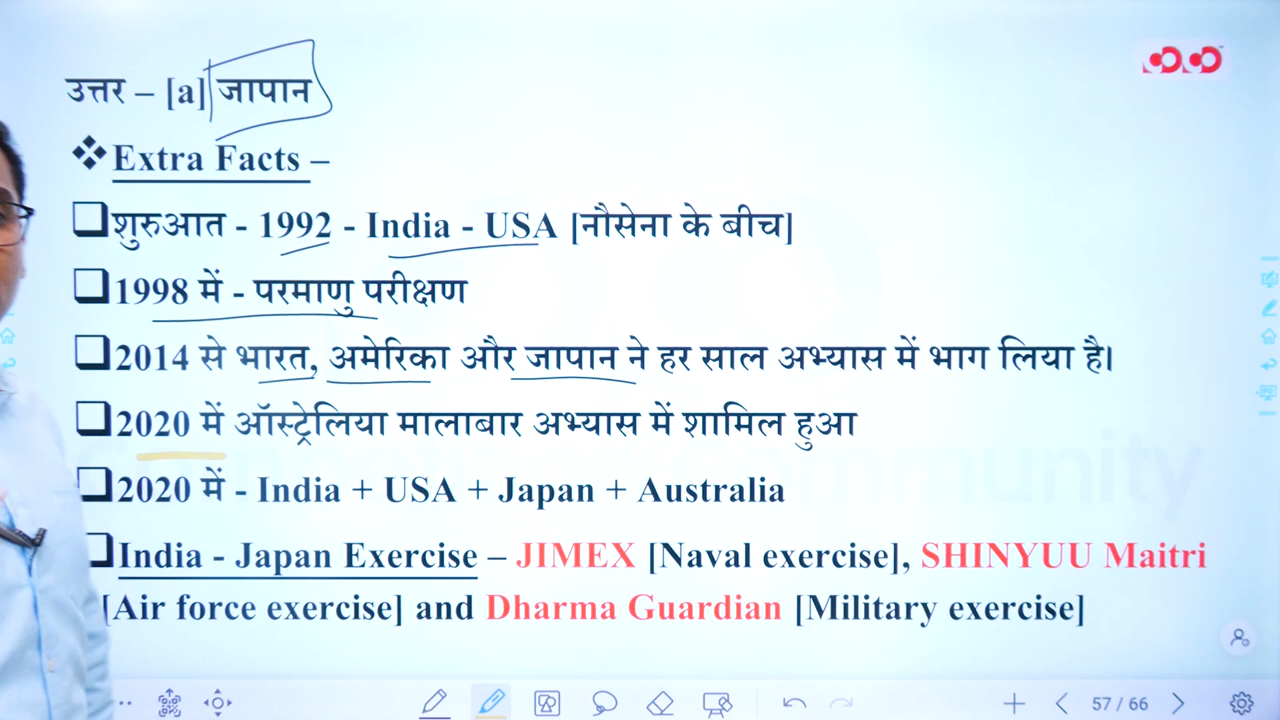 उत्तर – [a] जापान
❖ Extra Facts –
❑ शुरुआत - 1992 - India - USA [नौसेना के बीच]
❑ 1998 में - परमाणु परीक्षण
❑ 2014 से भारत, अमेरिका और जापान ने हर साल अभ्यास में भाग लिया है।
❑ 2020 में ऑस्ट्रेलिया मालाबार अभ्यास में शामिल हुआ
❑ 2020 में - India + USA + Japan + Australia
❑ India - Japan Exercise – JIMEX [Naval exercise], SHINYUU Maitri
[Air force exercise] and Dharma Guardian [Military exercise]
57 / 66